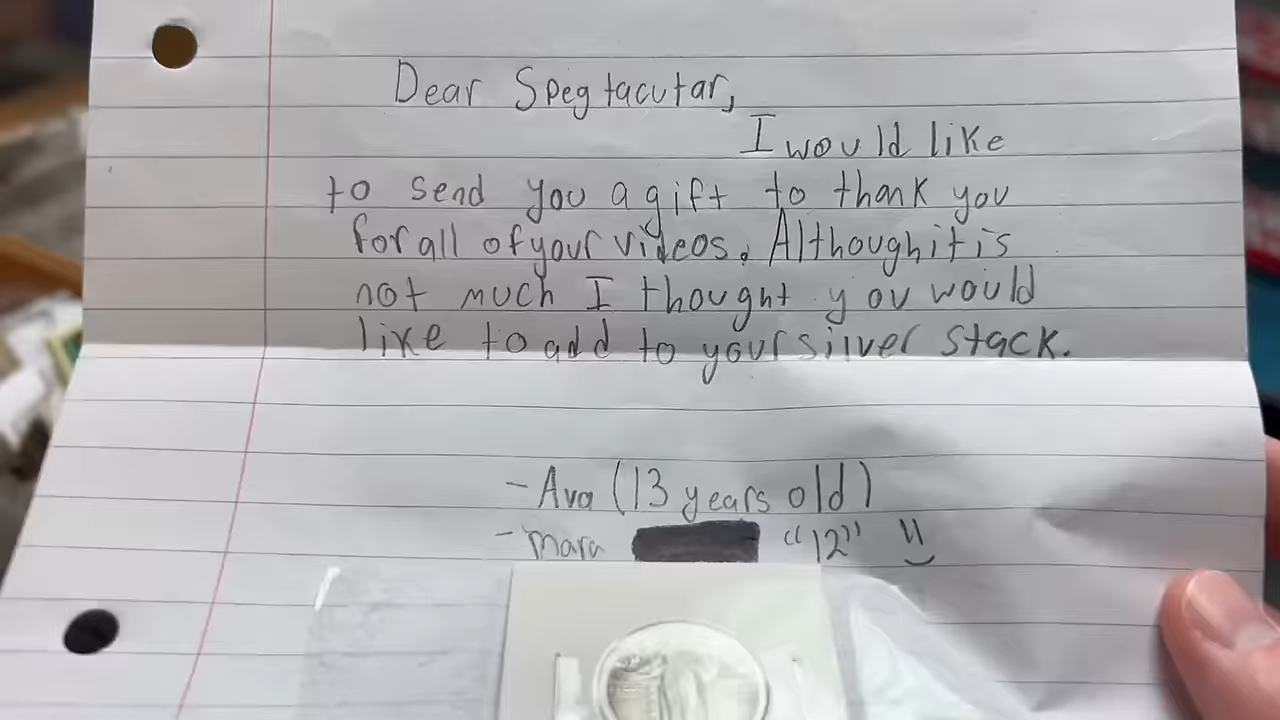 Dear Spegtacutar,
I would like
to send you a gift to thank you
for all of your videos. Although it is
not much I thought you would
like to add to your silver stack.
- Ava (13 years old)
- Mara "12"